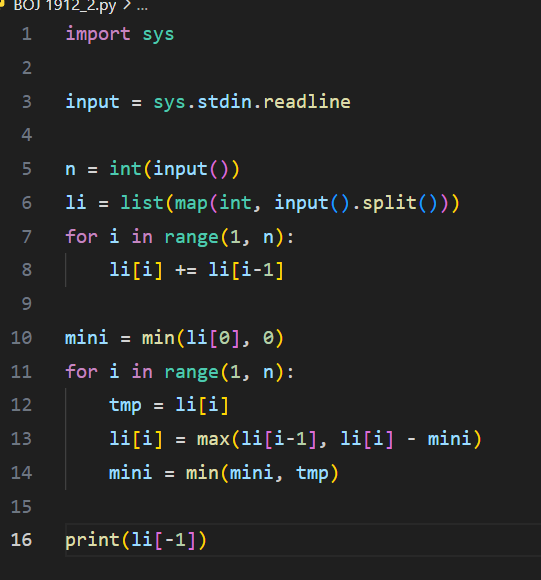 BOJ 1912_2.py > ...
1 import sys
2
3 input = sys.stdin.readline
4
5 n = int(input())
6 li = list(map(int, input().split()))
7 for i in range(1, n):
8     li[i] += li[i-1]
9
10 mini = min(li[0], 0)
11 for i in range(1, n):
12     tmp = li[i]
13     li[i] = max(li[i-1], li[i] - mini)
14     mini = min(mini, tmp)
15
16 print(li[-1])